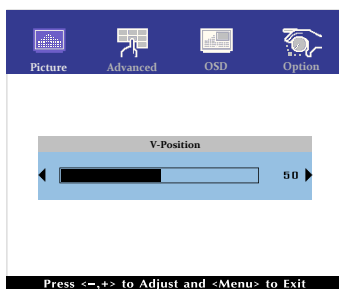 Picture Advanced OSD Option
V-Position
50
Press <−,+> to Adjust and <Menu> to Exit